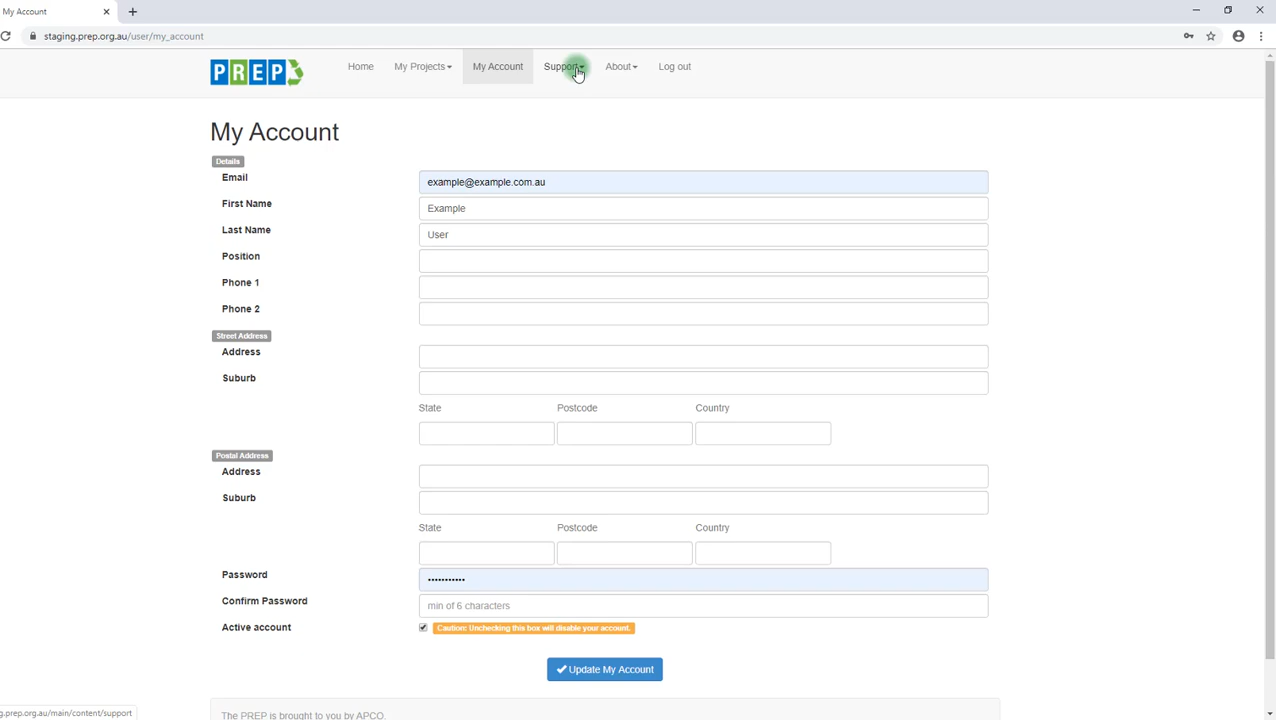 My Account
staging.prep.org.au/user/my_account
PREP
Home My Projects My Account Support About Log out
My Account
Details
Email example@example.com.au
First Name Example
Last Name User
Position
Phone 1
Phone 2
Street Address
Address
Suburb
State Postcode Country
Postal Address
Address
Suburb
State Postcode Country
Password •••••••••••
Confirm Password min of 6 characters
Active account Caution: Unchecking this box will disable your account.
Update My Account
g.prep.org.au/main/content/support
The PREP is brought to you by APCO.